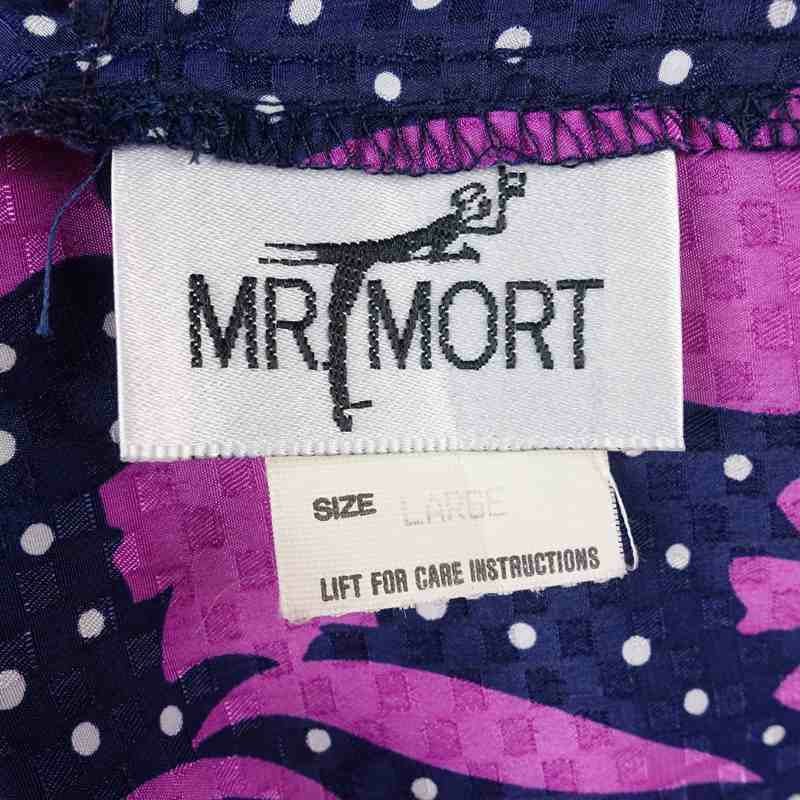 MR. MORT
SIZE LARGE
LIFT FOR CARE INSTRUCTIONS